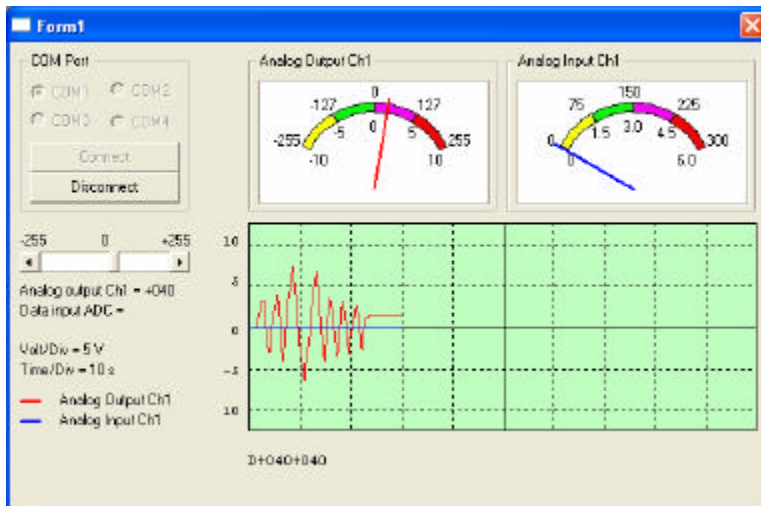 Form1
COM Port
COM1 COM2
COM3 COM4
Connect
Disconnect
Analog Output Ch1
-255 -127 0 127 255
-10 -5 0 5 10
Analog Input Ch1
0 75 150 225 300
0 1.5 3.0 4.5 6.0
-255 0 +255
Analog output Ch1 = +040
Data input ADC =
Volt/Div = 5 V
Time/Div = 10 s
Analog Output Ch1
Analog Input Ch1
10
5
0
-5
10
D+040+040